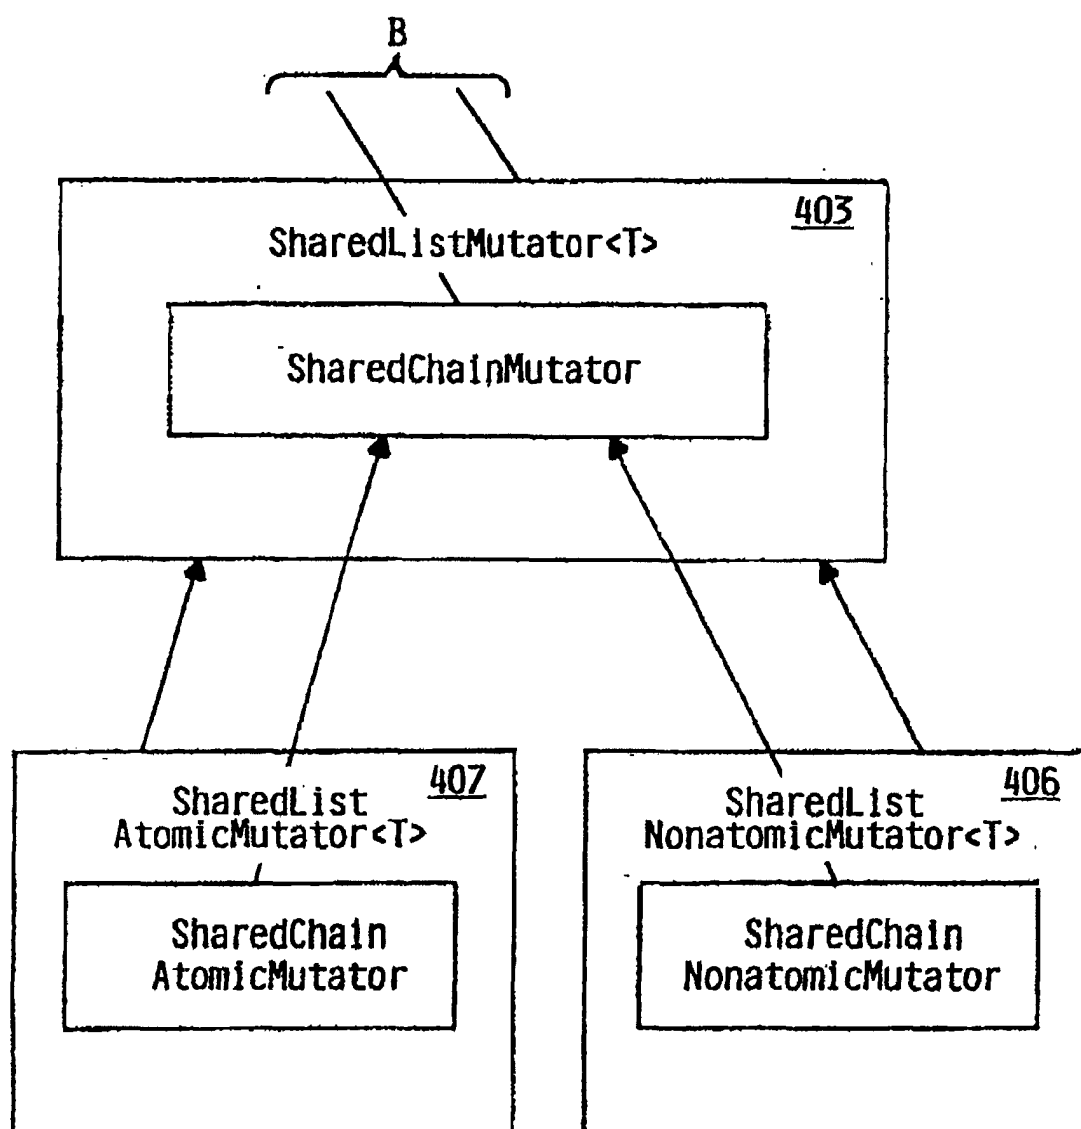 B
403
SharedListMutator<T>
SharedChainMutator
407
SharedList
AtomicMutator<T>
SharedChain
AtomicMutator
406
SharedList
NonatomicMutator<T>
SharedChain
NonatomicMutator